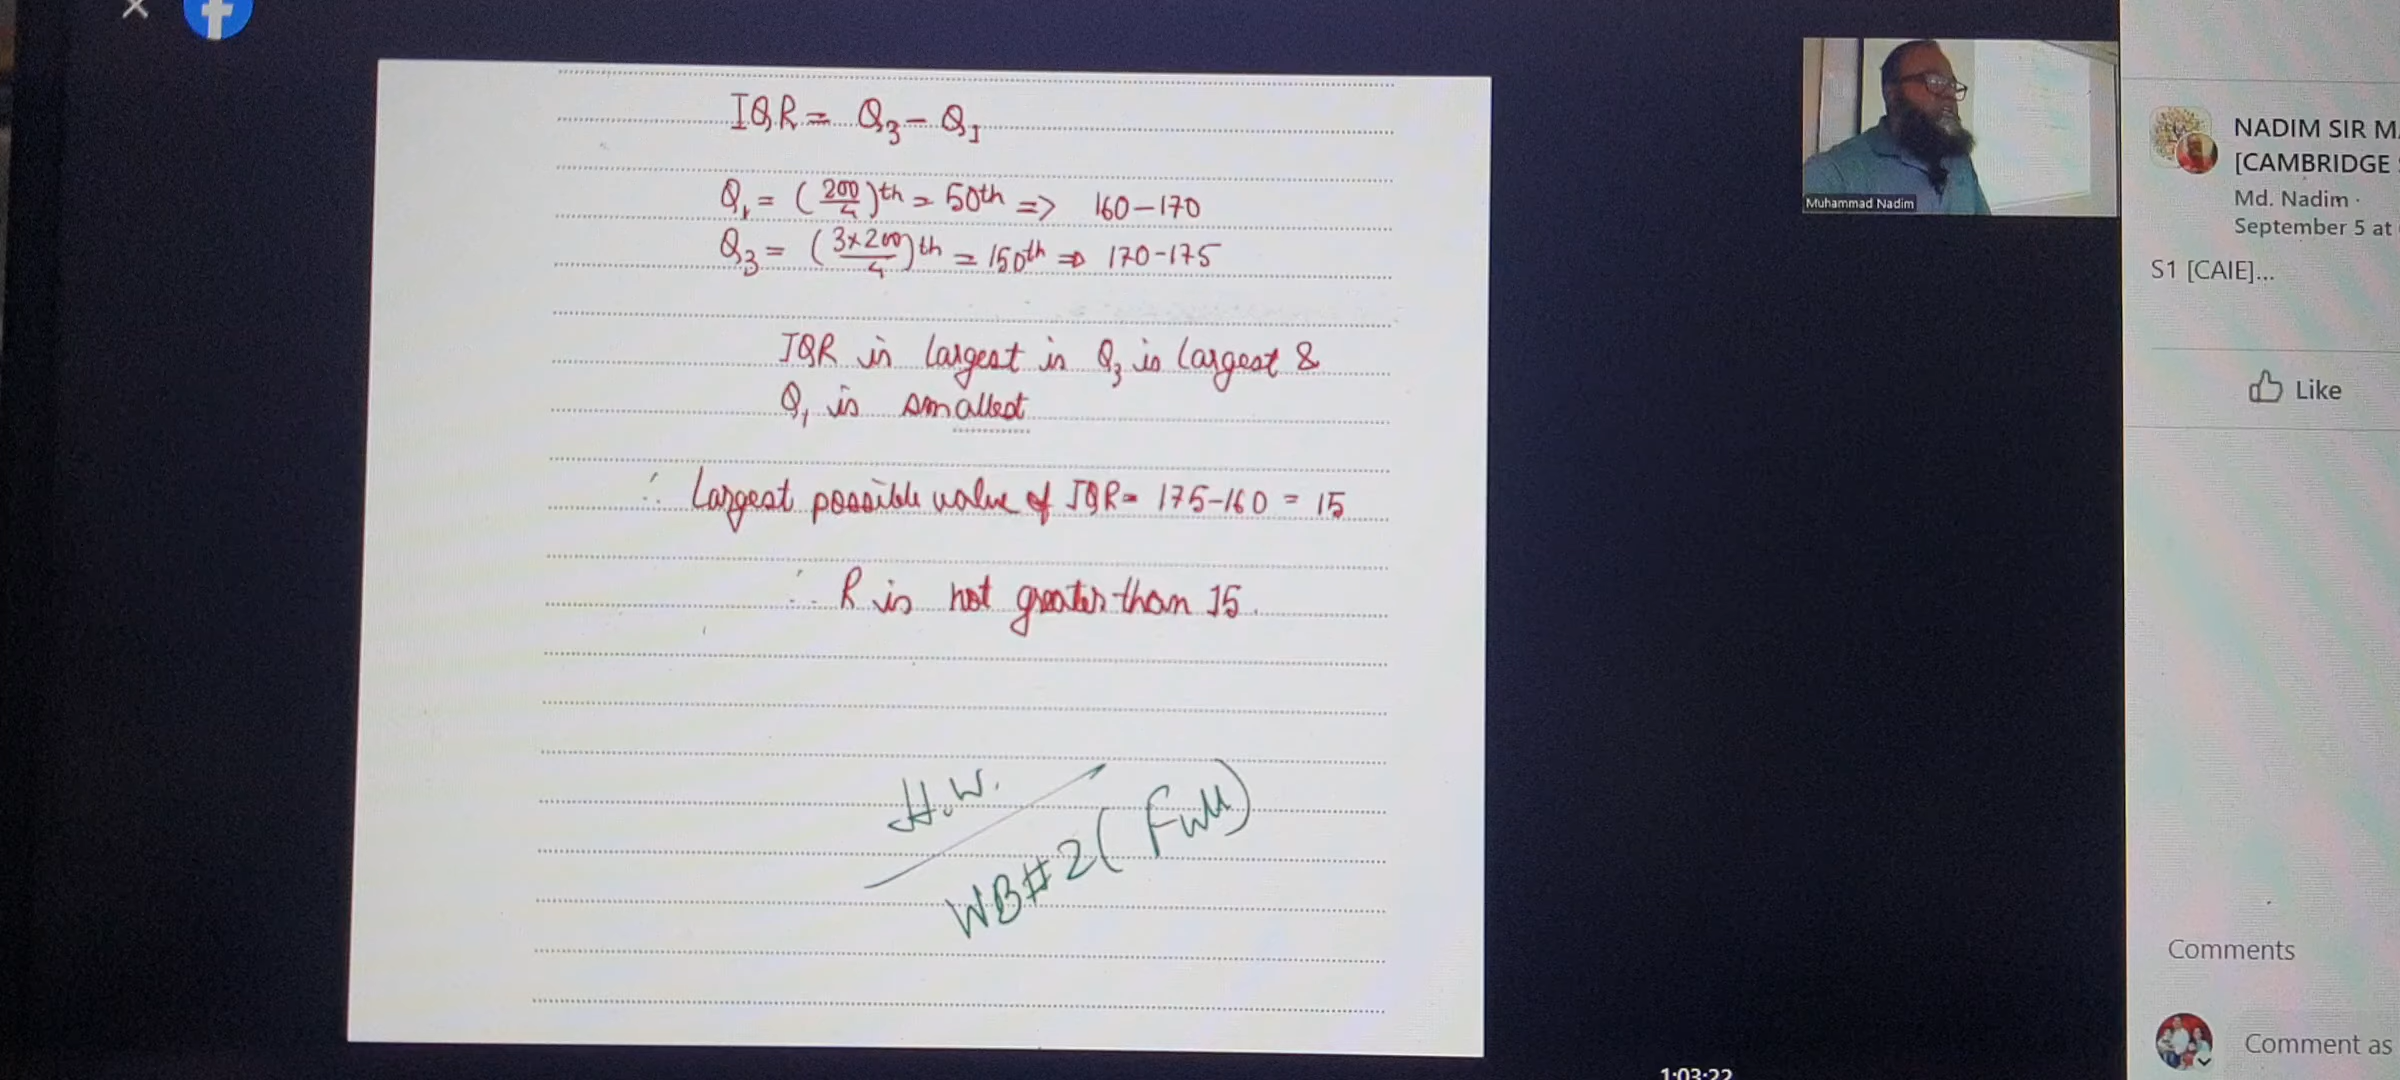 IQR = Q3 - Q1
Q1 = (200/4)th = 50th => 160-170
Q3 = (3×200/4)th = 150th => 170-175
IQR is largest is Q3 is largest &
Q1 is smallest
∴ Largest possible value of IQR = 175-160 = 15
∴ R is not greater than 15.
H.W.
WB#2 (Full)
Muhammad Nadim
NADIM SIR M
[CAMBRIDGE
Md. Nadim ·
September 5 at
S1 [CAIE]...
Like
Comments
Comment as
1:03:22